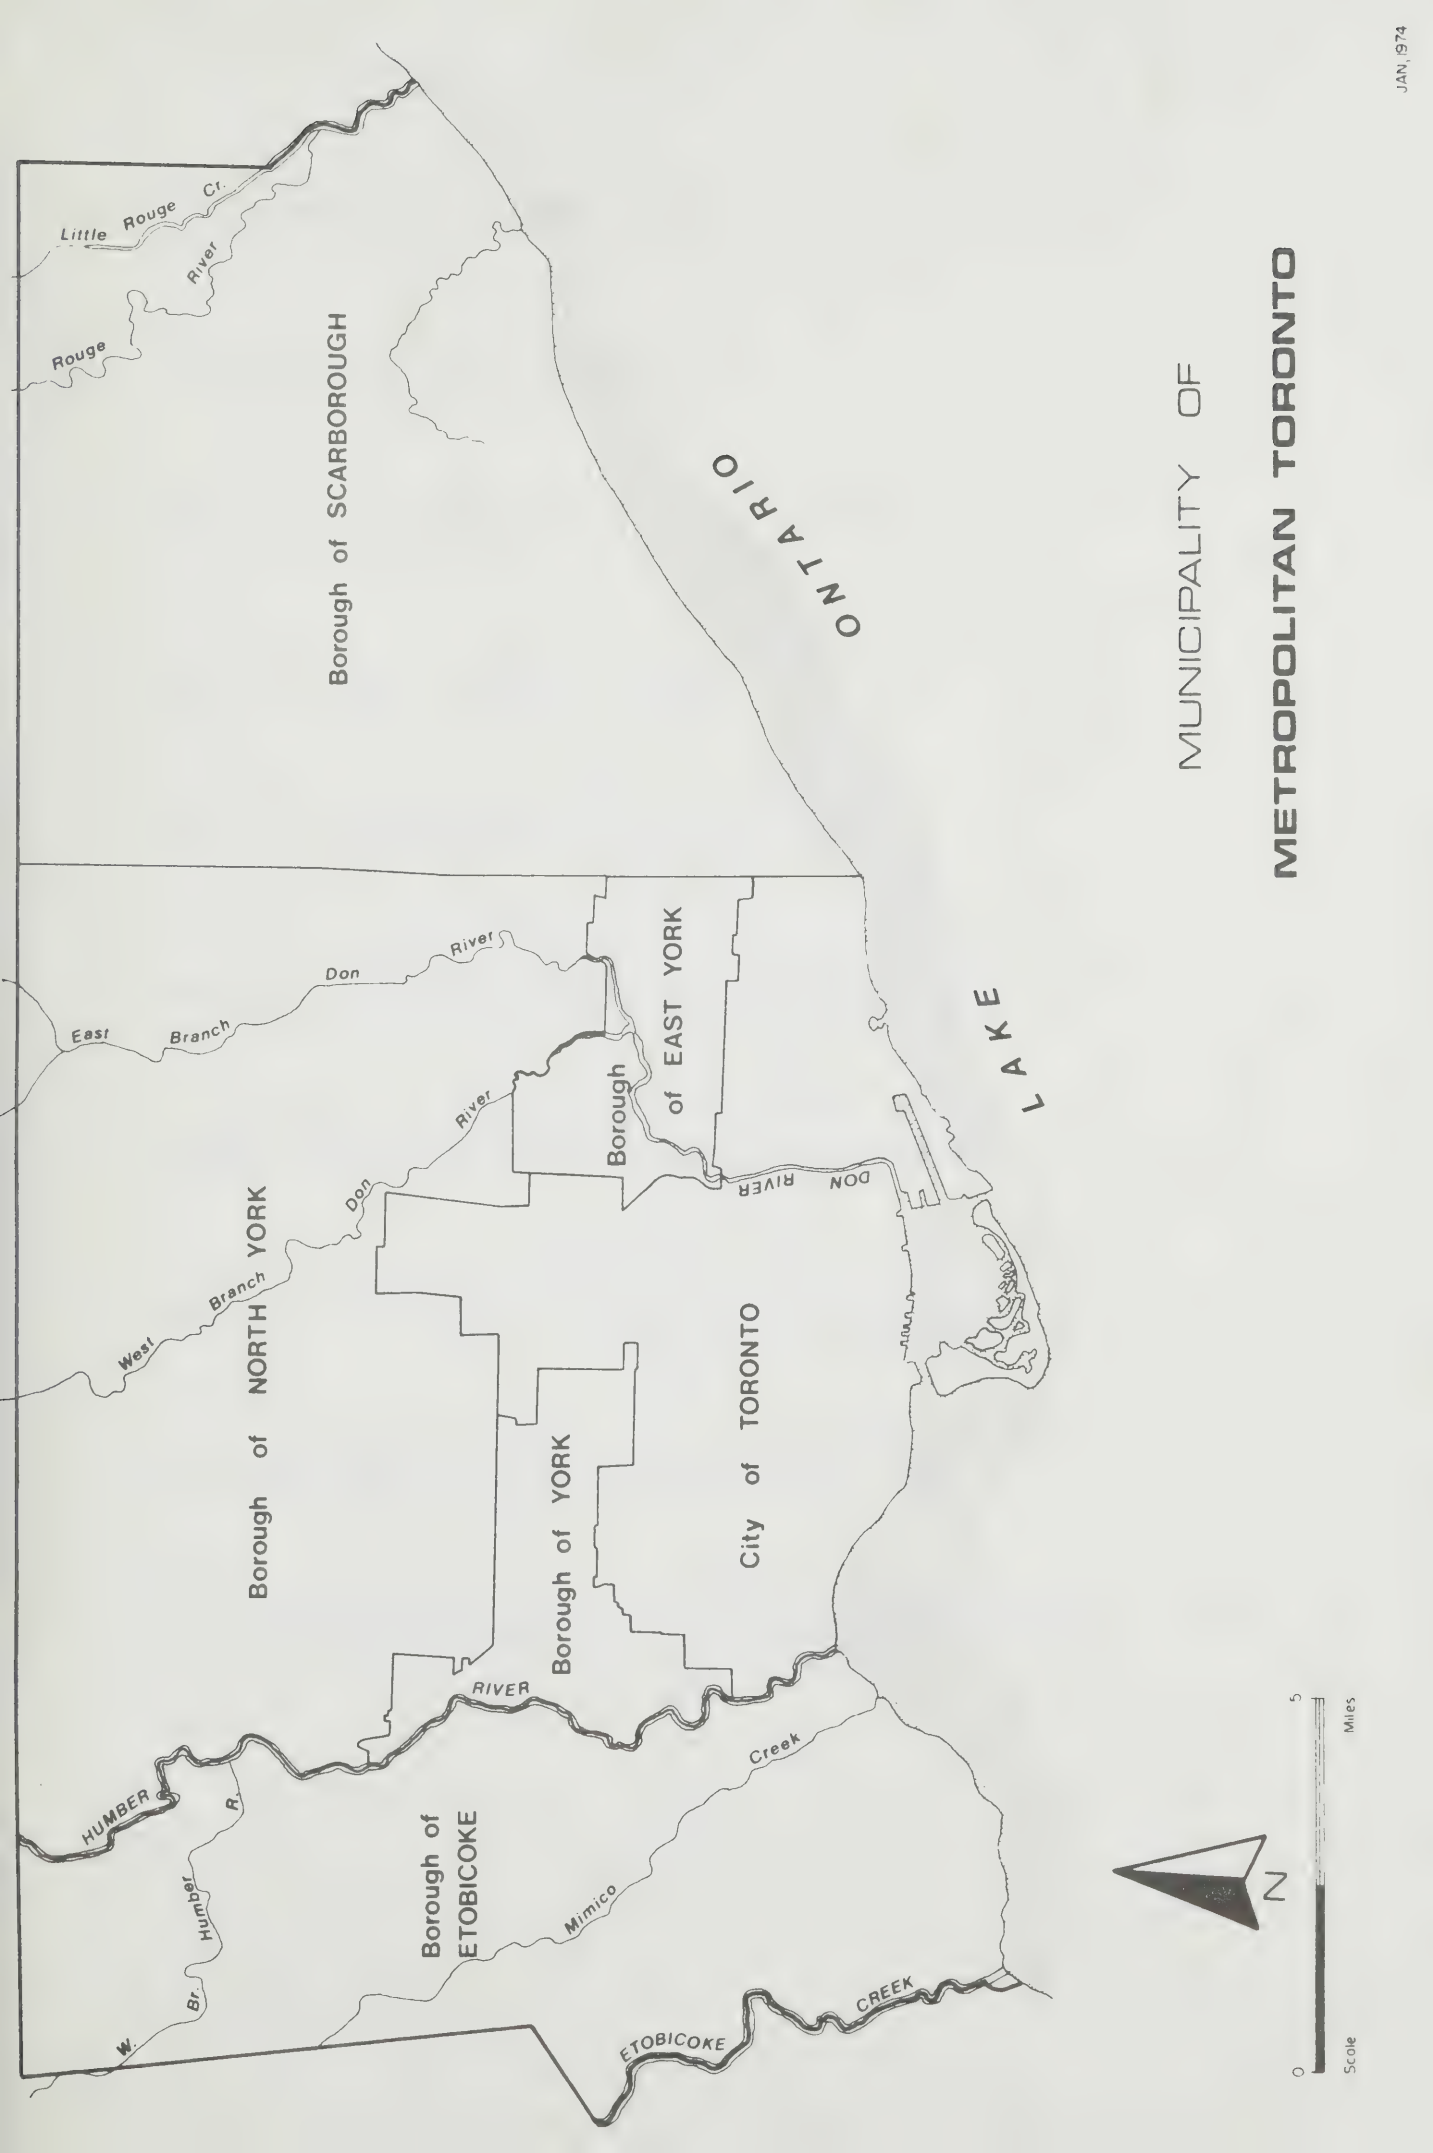 Little Rouge Cr.
Rouge River
Borough of SCARBOROUGH
East Branch Don River
West Branch Don River
Borough of NORTH YORK
Borough
of EAST YORK
DON RIVER
Borough of YORK
City of TORONTO
HUMBER RIVER
W. Br. Humber R.
Borough of
ETOBICOKE
Mimico Creek
ETOBICOKE CREEK
LAKE ONTARIO
N
0 5
Scale Miles
MUNICIPALITY OF
METROPOLITAN TORONTO
JAN, 1974